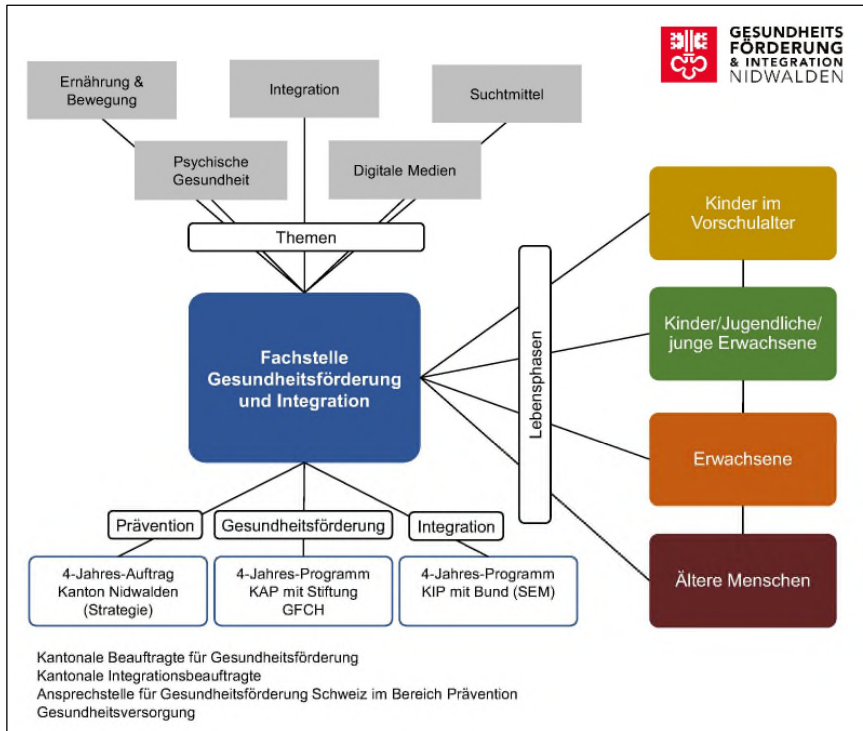 GESUNDHEITS
FÖRDERUNG
& INTEGRATION
NIDWALDEN
Ernährung &
Bewegung
Integration
Suchtmittel
Psychische
Gesundheit
Digitale Medien
Themen
Fachstelle
Gesundheitsförderung
und Integration
Lebensphasen
Kinder im
Vorschulalter
Kinder/Jugendliche/
junge Erwachsene
Erwachsene
Ältere Menschen
Prävention
Gesundheitsförderung
Integration
4-Jahres-Auftrag
Kanton Nidwalden
(Strategie)
4-Jahres-Programm
KAP mit Stiftung
GFCH
4-Jahres-Programm
KIP mit Bund (SEM)
Kantonale Beauftragte für Gesundheitsförderung
Kantonale Integrationsbeauftragte
Ansprechstelle für Gesundheitsförderung Schweiz im Bereich Prävention
Gesundheitsversorgung